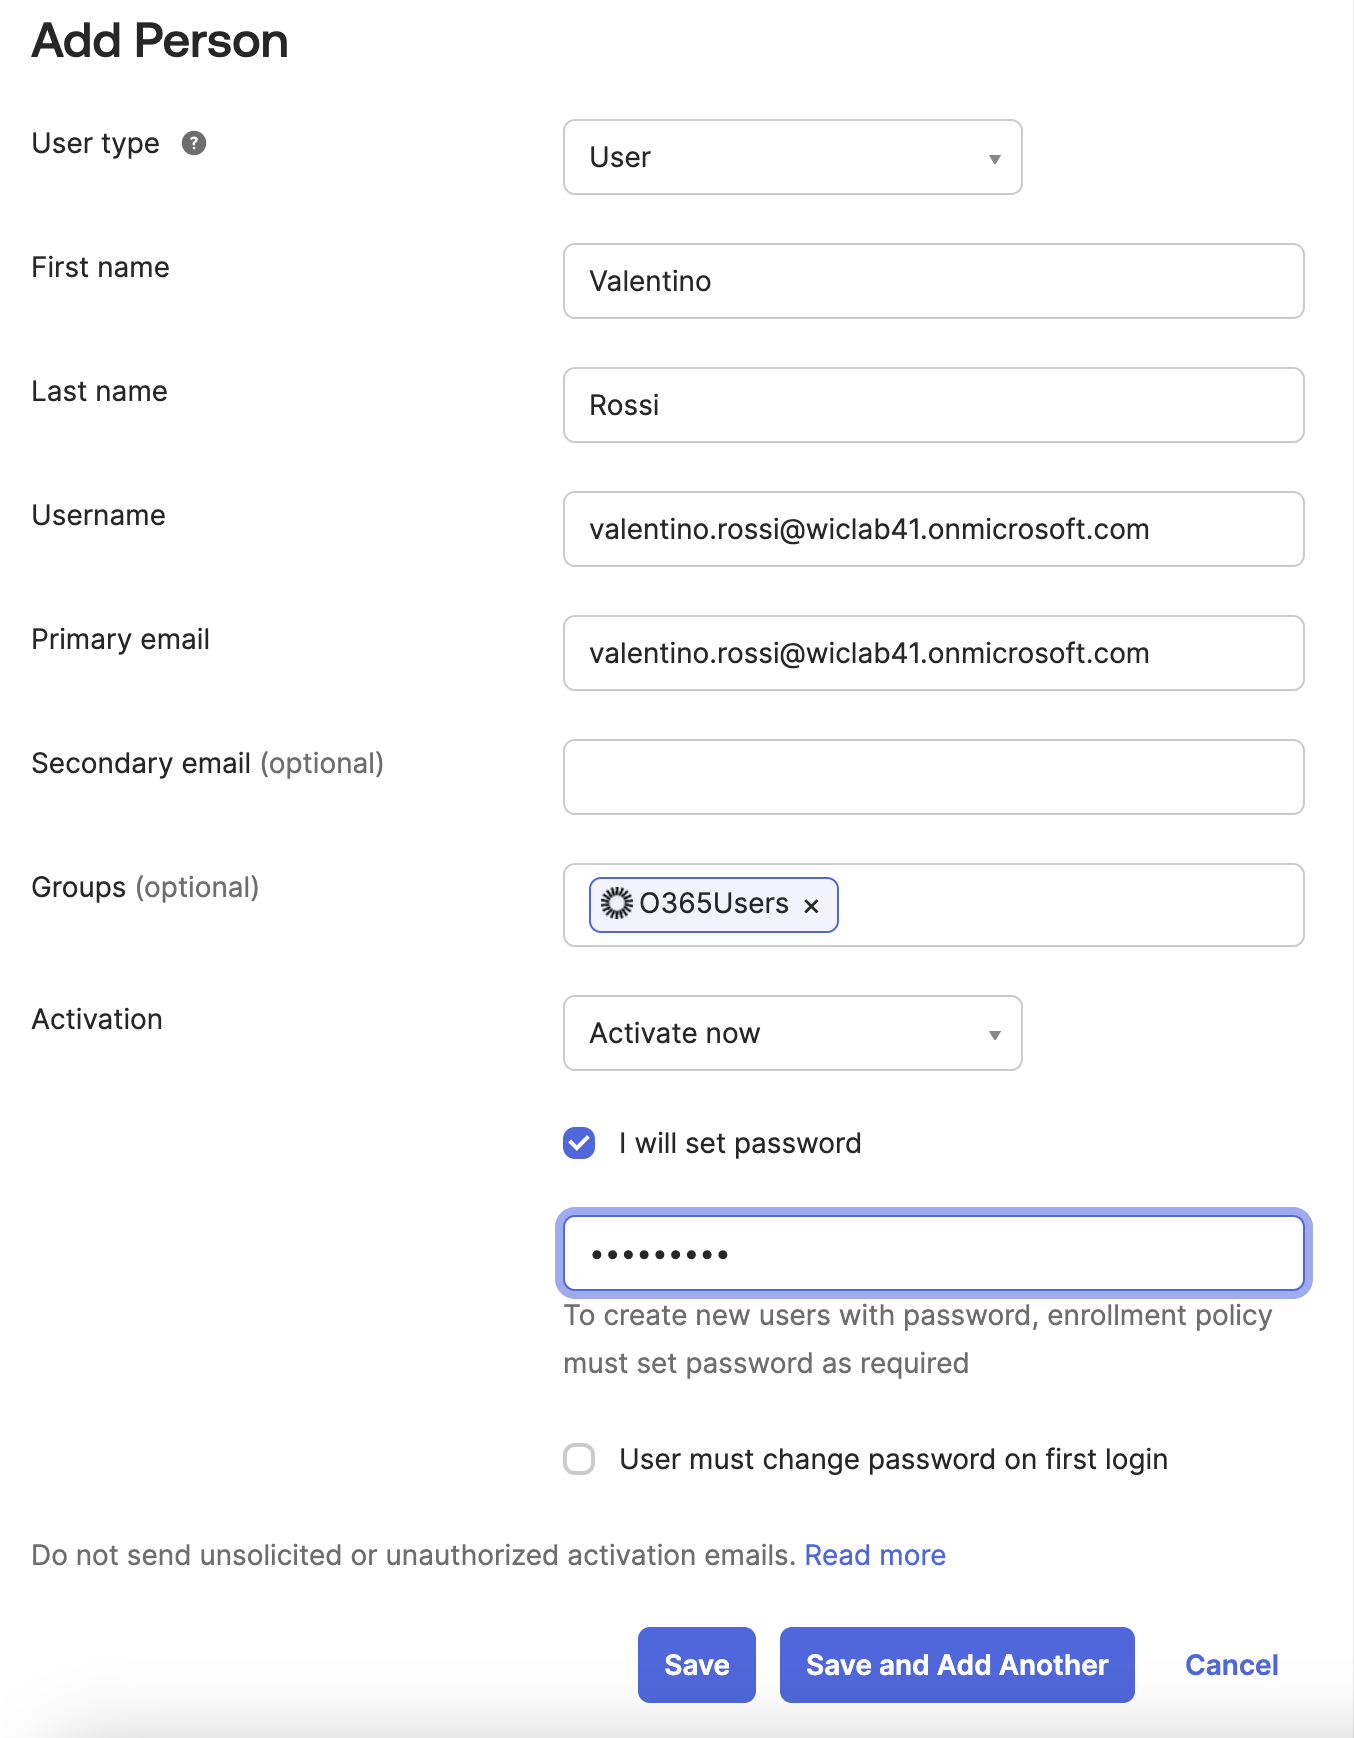 Add Person
User type ?
User
First name
Valentino
Last name
Rossi
Username
valentino.rossi@wiclab41.onmicrosoft.com
Primary email
valentino.rossi@wiclab41.onmicrosoft.com
Secondary email (optional)
Groups (optional)
O365Users ×
Activation
Activate now
I will set password
•••••••••
To create new users with password, enrollment policy
must set password as required
User must change password on first login
Do not send unsolicited or unauthorized activation emails. Read more
Save
Save and Add Another
Cancel